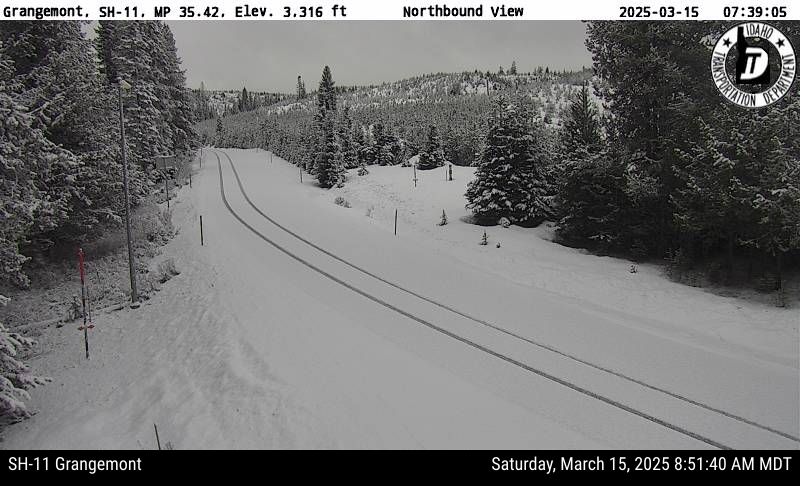 Grangemont, SH-11, MP 35.42, Elev. 3,316 ft Northbound View 2025-03-15 07:39:05
IDAHO
TRANSPORTATION DEPARTMENT
SH-11 Grangemont Saturday, March 15, 2025 8:51:40 AM MDT